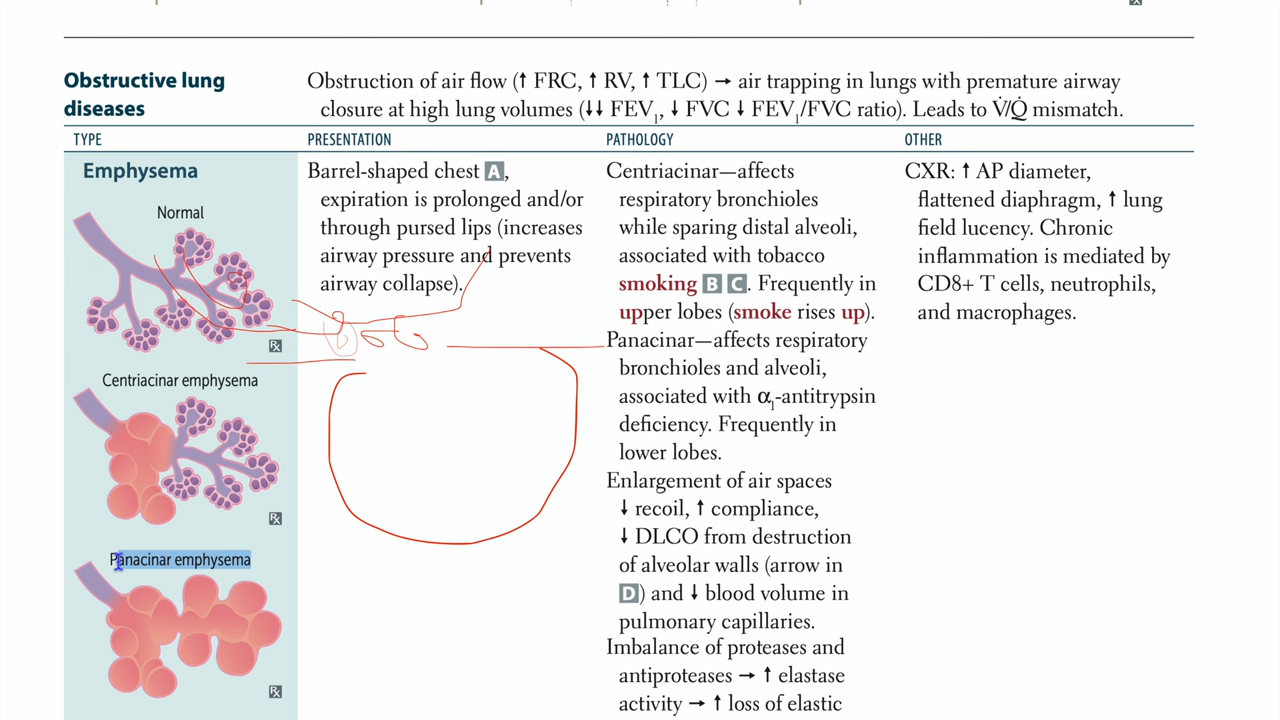 Obstructive lung
diseases
Obstruction of air flow (↑ FRC, ↑ RV, ↑ TLC) → air trapping in lungs with premature airway
closure at high lung volumes (↓↓ FEV₁, ↓ FVC ↓ FEV₁/FVC ratio). Leads to V̇/Q̇ mismatch.
TYPE
PRESENTATION
PATHOLOGY
OTHER
Emphysema
Normal
Rx
Centriacinar emphysema
Rx
Panacinar emphysema
Rx
Barrel-shaped chest A,
expiration is prolonged and/or
through pursed lips (increases
airway pressure and prevents
airway collapse).
Centriacinar—affects
respiratory bronchioles
while sparing distal alveoli,
associated with tobacco
smoking B C. Frequently in
upper lobes (smoke rises up).
Panacinar—affects respiratory
bronchioles and alveoli,
associated with α₁-antitrypsin
deficiency. Frequently in
lower lobes.
Enlargement of air spaces
↓ recoil, ↑ compliance,
↓ DLCO from destruction
of alveolar walls (arrow in
D) and ↓ blood volume in
pulmonary capillaries.
Imbalance of proteases and
antiproteases → ↑ elastase
activity → ↑ loss of elastic
CXR: ↑ AP diameter,
flattened diaphragm, ↑ lung
field lucency. Chronic
inflammation is mediated by
CD8+ T cells, neutrophils,
and macrophages.